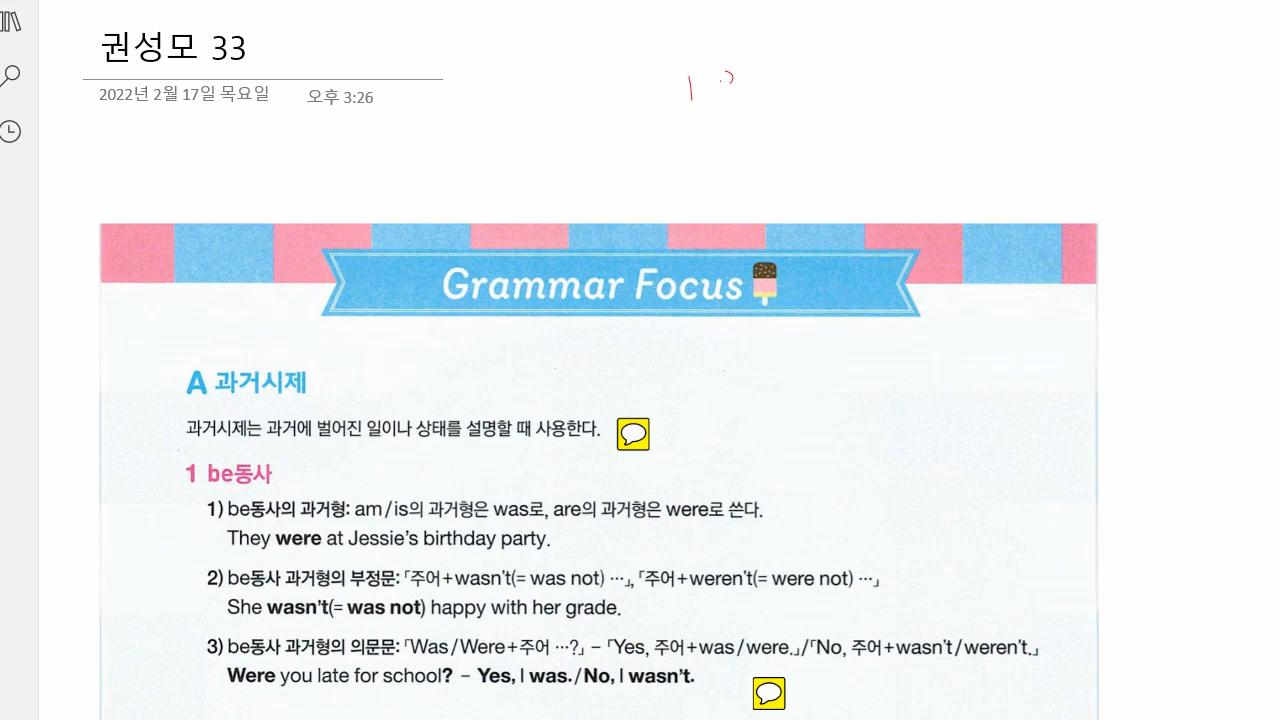 권성모 33
2022년 2월 17일 목요일 오후 3:26
Grammar Focus
A 과거시제
과거시제는 과거에 벌어진 일이나 상태를 설명할 때 사용한다.
1 be동사
1) be동사의 과거형: am/is의 과거형은 was로, are의 과거형은 were로 쓴다.
They were at Jessie's birthday party.
2) be동사 과거형의 부정문: 「주어+wasn't(= was not) ···」, 「주어+weren't(= were not) ···」
She wasn't(= was not) happy with her grade.
3) be동사 과거형의 의문문: 「Was/Were+주어 ···?」 – 「Yes, 주어+was/were.」/「No, 주어+wasn't/weren't.」
Were you late for school? – Yes, I was./No, I wasn't.